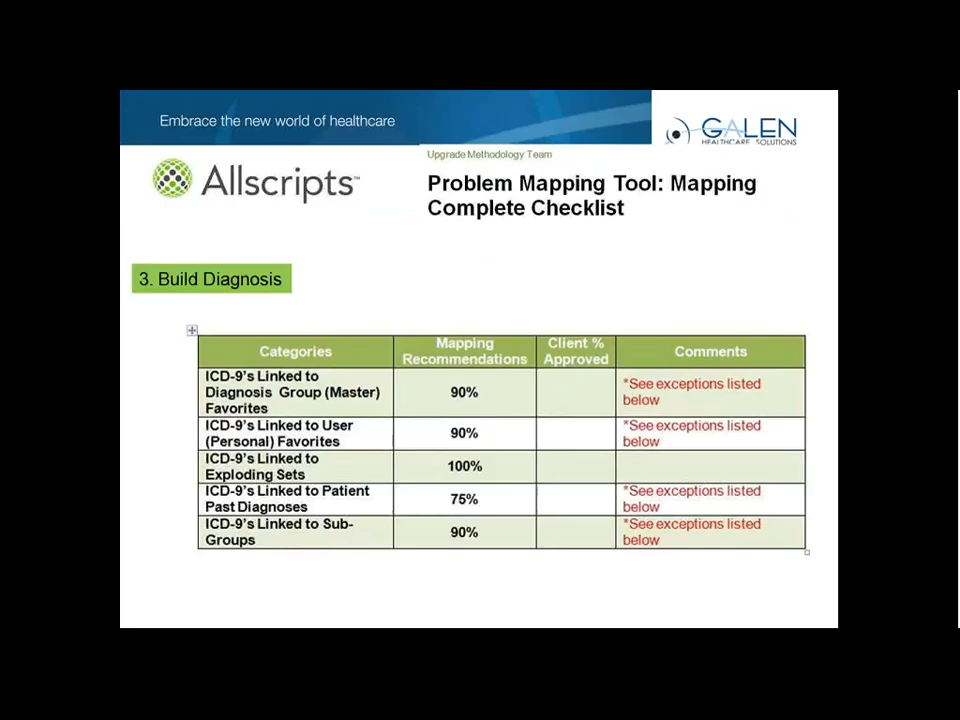 Embrace the new world of healthcare
GALEN
HEALTHCARE SOLUTIONS
Allscripts™
Upgrade Methodology Team
Problem Mapping Tool: Mapping
Complete Checklist
3. Build Diagnosis
Categories
Mapping
Recommendations
Client %
Approved
Comments
ICD-9's Linked to
Diagnosis Group (Master)
Favorites
90%
*See exceptions listed
below
ICD-9's Linked to User
(Personal) Favorites
90%
*See exceptions listed
below
ICD-9's Linked to
Exploding Sets
100%
ICD-9's Linked to Patient
Past Diagnoses
75%
*See exceptions listed
below
ICD-9's Linked to Sub-
Groups
90%
*See exceptions listed
below